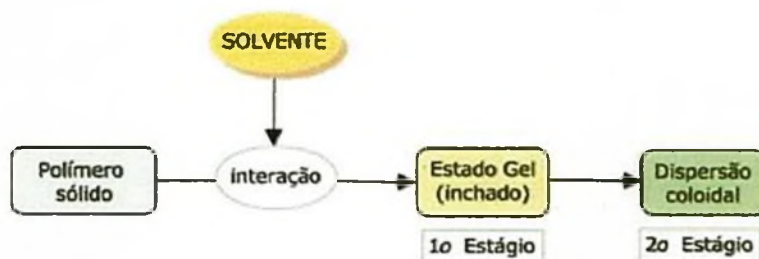 SOLVENTE
Polímero
sólido
interação
Estado Gel
(inchado)
Dispersão
coloidal
1o Estágio
2o Estágio